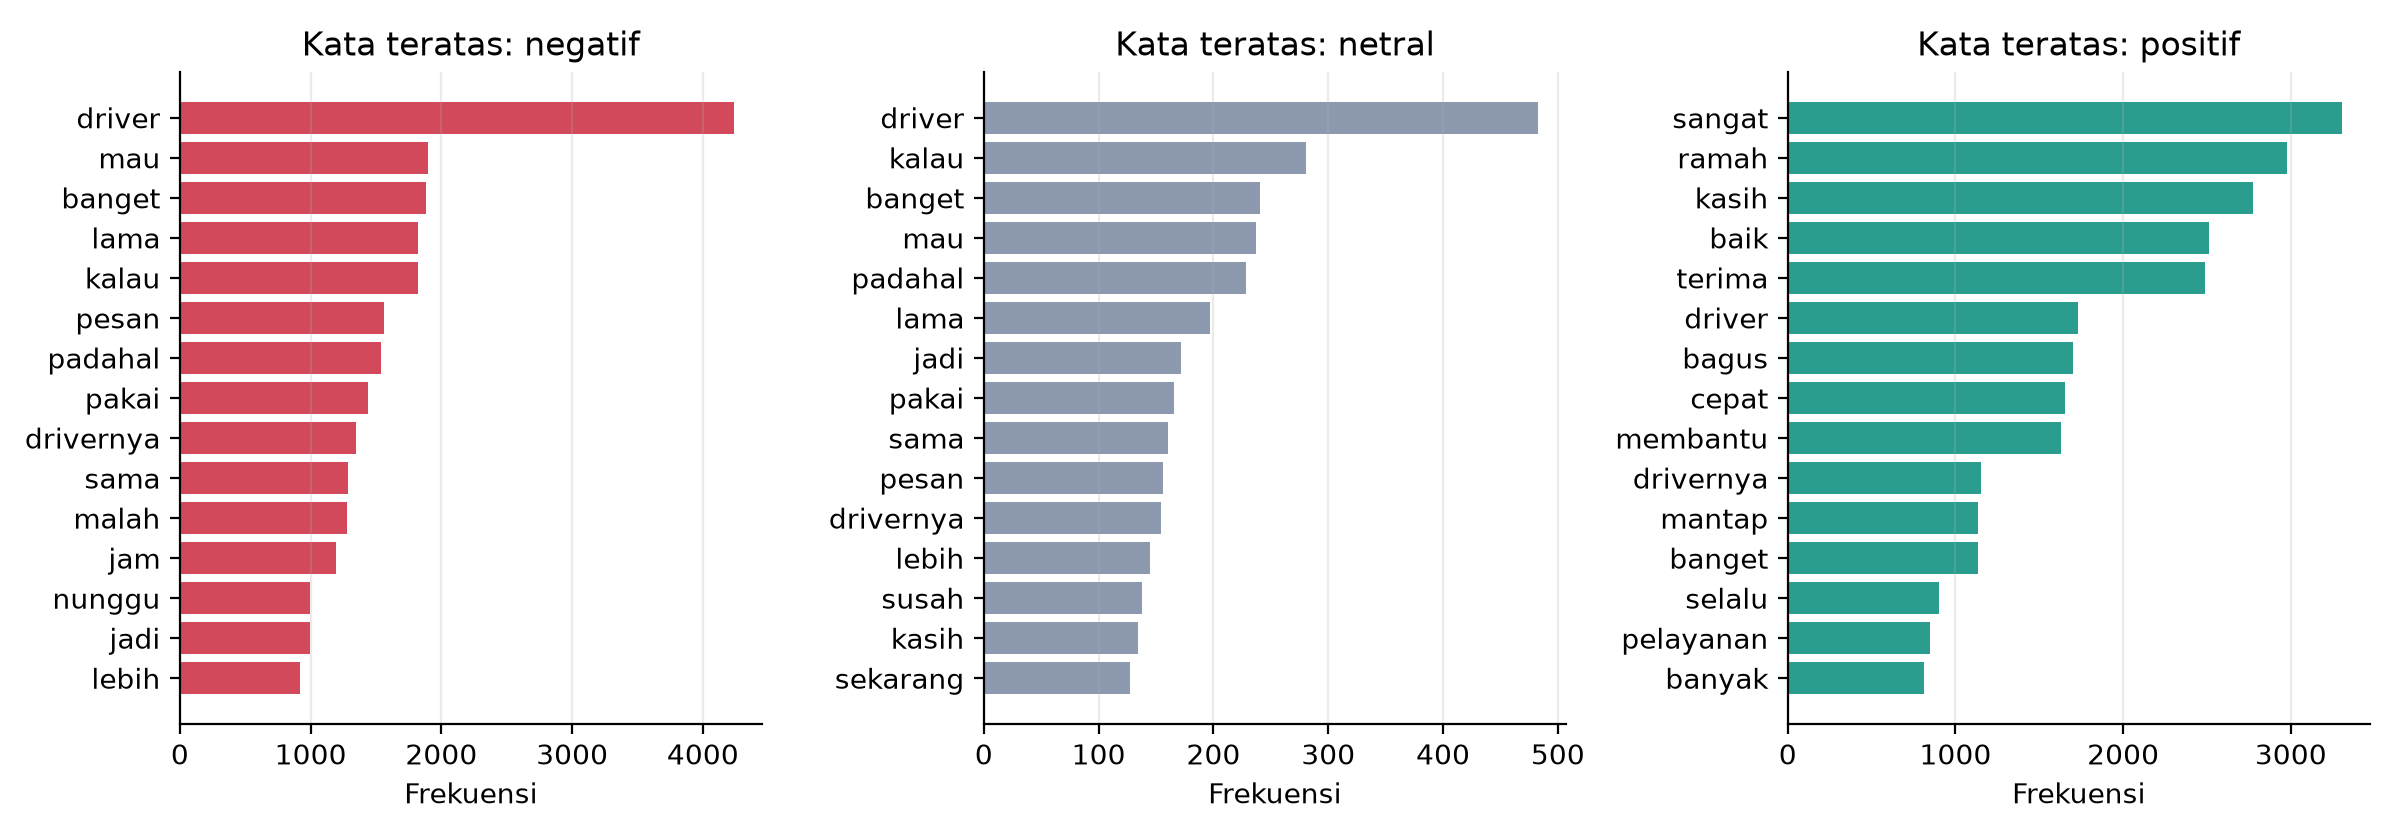 Kata teratas: negatif
driver
mau
banget
lama
kalau
pesan
padahal
pakai
drivernya
sama
malah
jam
nunggu
jadi
lebih
0 1000 2000 3000 4000
Frekuensi
Kata teratas: netral
driver
kalau
banget
mau
padahal
lama
jadi
pakai
sama
pesan
drivernya
lebih
susah
kasih
sekarang
0 100 200 300 400 500
Frekuensi
Kata teratas: positif
sangat
ramah
kasih
baik
terima
driver
bagus
cepat
membantu
drivernya
mantap
banget
selalu
pelayanan
banyak
0 1000 2000 3000
Frekuensi